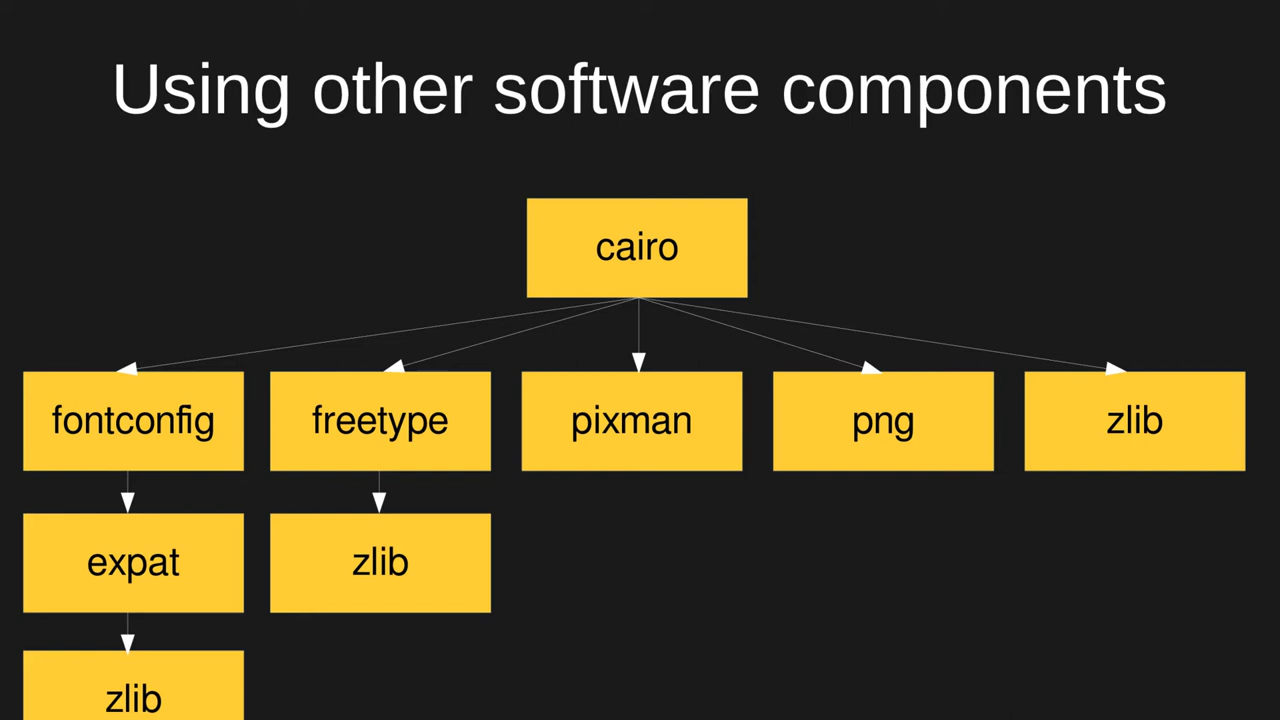 Using other software components
cairo
fontconfig
freetype
pixman
png
zlib
expat
zlib
zlib